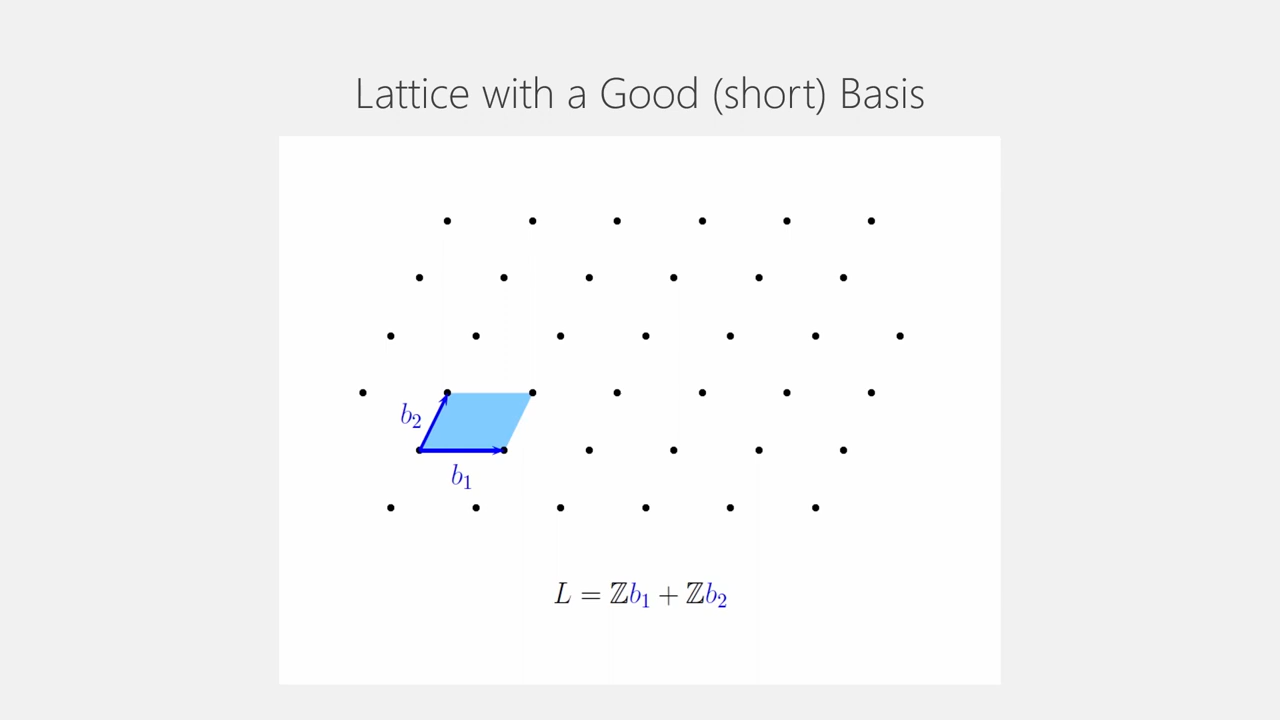 Lattice with a Good (short) Basis
b₂
b₁
L = ℤb₁ + ℤb₂